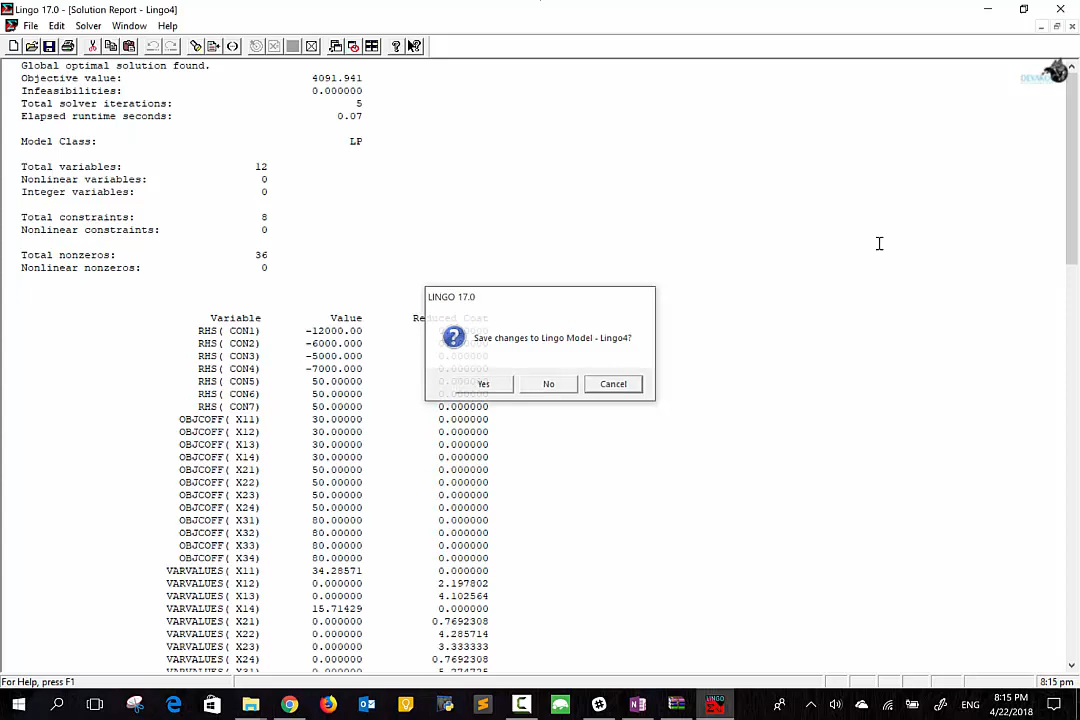 Lingo 17.0 - [Solution Report - Lingo4]
File Edit Solver Window Help
Global optimal solution found.
Objective value: 4091.941
Infeasibilities: 0.000000
Total solver iterations: 5
Elapsed runtime seconds: 0.07
Model Class: LP
Total variables: 12
Nonlinear variables: 0
Integer variables: 0
Total constraints: 8
Nonlinear constraints: 0
Total nonzeros: 36
Nonlinear nonzeros: 0
LINGO 17.0
Save changes to Lingo Model - Lingo4?
Yes No Cancel
Variable Value Reduced Cost
RHS( CON1) -12000.00
RHS( CON2) -6000.000
RHS( CON3) -5000.000 0.000000
RHS( CON4) -7000.000 0.000000
RHS( CON5) 50.00000
RHS( CON6) 50.00000 0.000000
RHS( CON7) 50.00000 0.000000
OBJCOFF( X11) 30.00000 0.000000
OBJCOFF( X12) 30.00000 0.000000
OBJCOFF( X13) 30.00000 0.000000
OBJCOFF( X14) 30.00000 0.000000
OBJCOFF( X21) 50.00000 0.000000
OBJCOFF( X22) 50.00000 0.000000
OBJCOFF( X23) 50.00000 0.000000
OBJCOFF( X24) 50.00000 0.000000
OBJCOFF( X31) 80.00000 0.000000
OBJCOFF( X32) 80.00000 0.000000
OBJCOFF( X33) 80.00000 0.000000
OBJCOFF( X34) 80.00000 0.000000
VARVALUES( X11) 34.28571 0.000000
VARVALUES( X12) 0.000000 2.197802
VARVALUES( X13) 0.000000 4.102564
VARVALUES( X14) 15.71429 0.000000
VARVALUES( X21) 0.000000 0.7692308
VARVALUES( X22) 0.000000 4.285714
VARVALUES( X23) 0.000000 3.333333
VARVALUES( X24) 0.000000 0.7692308
For Help, press F1 8:15 pm
ENG
8:15 PM
4/22/2018